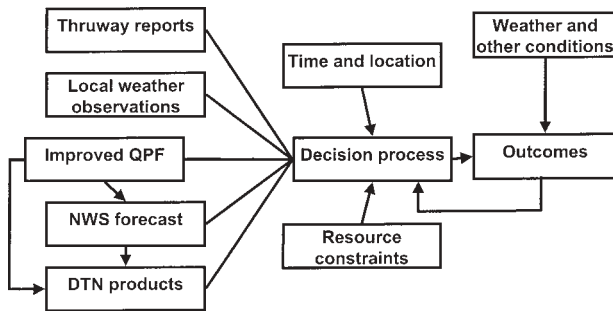 Thruway reports
Local weather
observations
Improved QPF
NWS forecast
DTN products
Time and location
Decision process
Resource
constraints
Weather and
other conditions
Outcomes